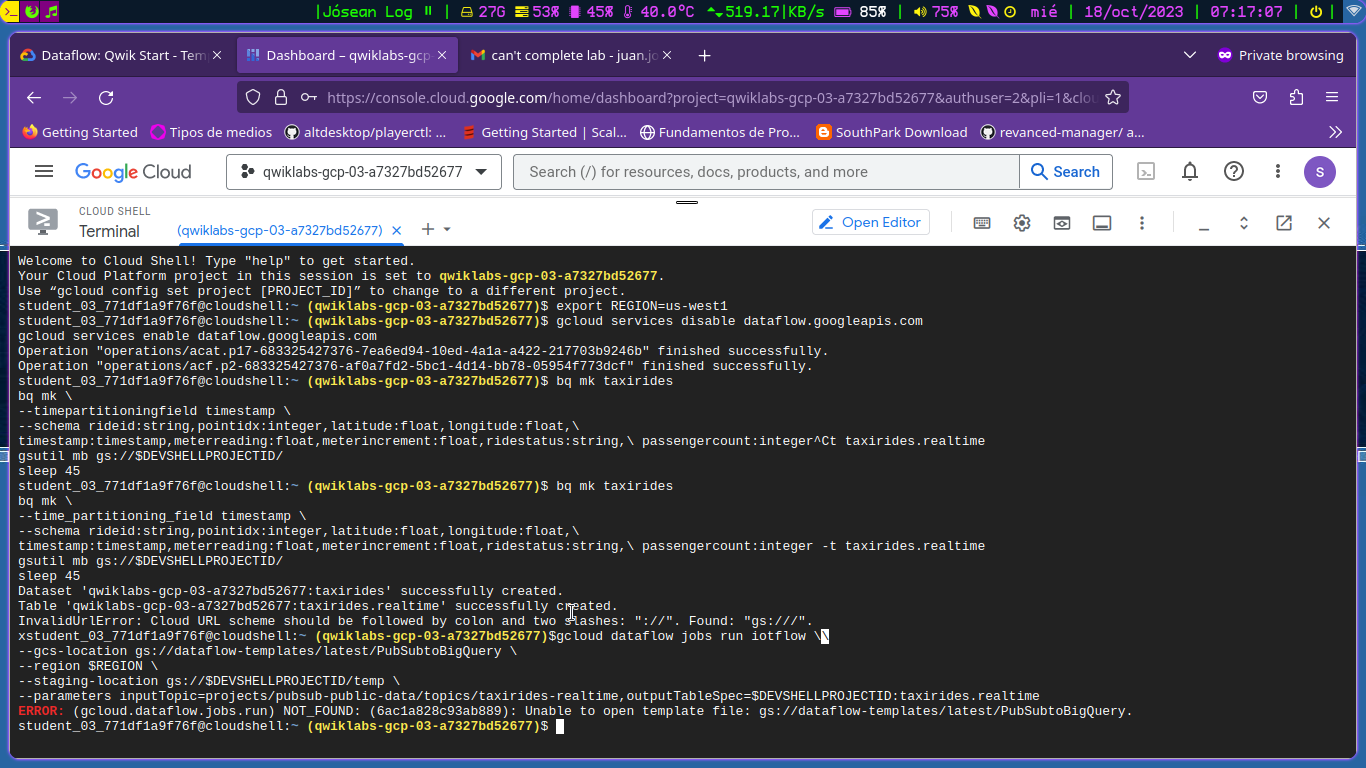 |Jósean Log | 27G 53% | 45% | 40.0°C | 519.17|KB/s 85% | 75% mié | 18/oct/2023 | 07:17:07 |
Dataflow: Qwik Start - Tem
Dashboard – qwiklabs-gcp-
can't complete lab - juan.jo
Private browsing
https://console.cloud.google.com/home/dashboard?project=qwiklabs-gcp-03-a7327bd52677&authuser=2&pli=1&clou
Getting Started Tipos de medios altdesktop/playerctl: ... Getting Started | Scal... Fundamentos de Pro... SouthPark Download revanced-manager/ a...
Google Cloud qwiklabs-gcp-03-a7327bd52677 Search (/) for resources, docs, products, and more Search S
CLOUD SHELL
Terminal (qwiklabs-gcp-03-a7327bd52677) Open Editor
Welcome to Cloud Shell! Type "help" to get started.
Your Cloud Platform project in this session is set to qwiklabs-gcp-03-a7327bd52677.
Use “gcloud config set project [PROJECT_ID]” to change to a different project.
student_03_771df1a9f76f@cloudshell:~ (qwiklabs-gcp-03-a7327bd52677)$ export REGION=us-west1
student_03_771df1a9f76f@cloudshell:~ (qwiklabs-gcp-03-a7327bd52677)$ gcloud services disable dataflow.googleapis.com
gcloud services enable dataflow.googleapis.com
Operation "operations/acat.p17-683325427376-7ea6ed94-10ed-4a1a-a422-217703b9246b" finished successfully.
Operation "operations/acf.p2-683325427376-af0a7fd2-5bc1-4d14-bb78-05954f773dcf" finished successfully.
student_03_771df1a9f76f@cloudshell:~ (qwiklabs-gcp-03-a7327bd52677)$ bq mk taxirides
bq mk \
--timepartitioningfield timestamp \
--schema rideid:string,pointidx:integer,latitude:float,longitude:float,\
timestamp:timestamp,meterreading:float,meterincrement:float,ridestatus:string,\ passengercount:integer^Ct taxirides.realtime
gsutil mb gs://$DEVSHELLPROJECTID/
sleep 45
student_03_771df1a9f76f@cloudshell:~ (qwiklabs-gcp-03-a7327bd52677)$ bq mk taxirides
bq mk \
--time_partitioning_field timestamp \
--schema rideid:string,pointidx:integer,latitude:float,longitude:float,\
timestamp:timestamp,meterreading:float,meterincrement:float,ridestatus:string,\ passengercount:integer -t taxirides.realtime
gsutil mb gs://$DEVSHELLPROJECTID/
sleep 45
Dataset 'qwiklabs-gcp-03-a7327bd52677:taxirides' successfully created.
Table 'qwiklabs-gcp-03-a7327bd52677:taxirides.realtime' successfully created.
InvalidUrlError: Cloud URL scheme should be followed by colon and two slashes: "://". Found: "gs:///".
xstudent_03_771df1a9f76f@cloudshell:~ (qwiklabs-gcp-03-a7327bd52677)$gcloud dataflow jobs run iotflow \\
--gcs-location gs://dataflow-templates/latest/PubSubtoBigQuery \
--region $REGION \
--staging-location gs://$DEVSHELLPROJECTID/temp \
--parameters inputTopic=projects/pubsub-public-data/topics/taxirides-realtime,outputTableSpec=$DEVSHELLPROJECTID:taxirides.realtime
ERROR: (gcloud.dataflow.jobs.run) NOT_FOUND: (6ac1a828c93ab889): Unable to open template file: gs://dataflow-templates/latest/PubSubtoBigQuery.
student_03_771df1a9f76f@cloudshell:~ (qwiklabs-gcp-03-a7327bd52677)$